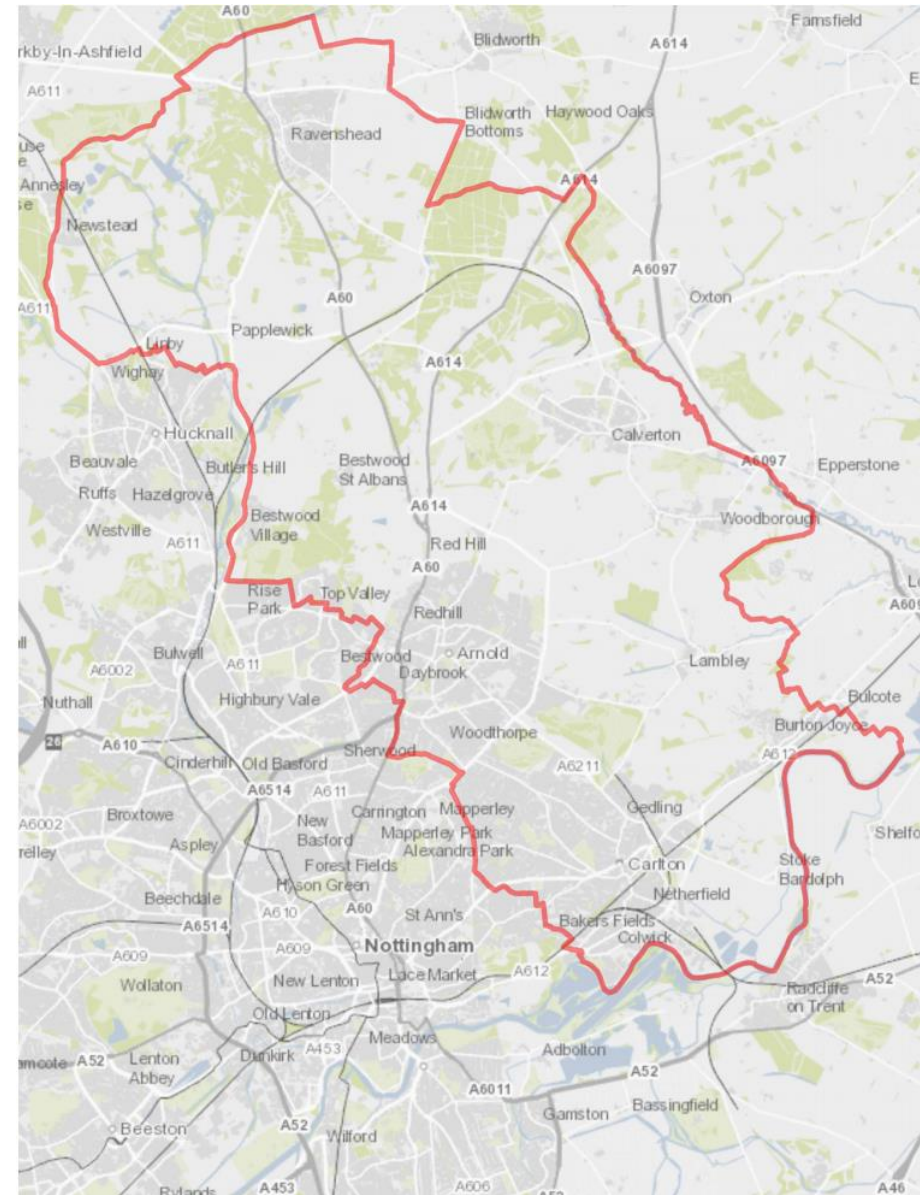 A60
Farnsfield
Blidworth
A614
rkby-In-Ashfield
A611
Blidworth
Bottoms
Haywood Oaks
Ravenshead
A614
Annesley
Newstead
A6097
Oxton
A60
A611
Papplewick
Linby
A614
Wighay
Hucknall
Calverton
Beauvale
Butler's Hill
Bestwood
St Albans
A6097
Epperstone
Ruffs
Hazelgrove
A614
Westville
Bestwood
Village
Woodborough
A611
Red Hill
A60
Rise
Park
Top Valley
Redhill
A609
Bulwell
A611
Bestwood
Arnold
Lambley
A6002
Daybrook
Nuthall
Highbury Vale
Bulcote
Burton Joyce
26
A610
Woodthorpe
Sherwood
A612
Cinderhill
Old Basford
A6211
A6514
A611
Carrington
Mapperley
Gedling
Broxtowe
New
Basford
Mapperley Park
A6002
Alexandra Park
Shelfo
relley
Aspley
Forest Fields
Carlton
Stoke
Bardolph
Hyson Green
Netherfield
Beechdale
A610
A60
St Ann's
Bakers Fields
A6514
Colwick
A609
A609
Nottingham
A612
A52
Wollaton
New Lenton
Lace Market
Radcliffe
on Trent
Old Lenton
Meadows
A453
Dunkirk
Adbolton
amcote
A52
Lenton
Abbey
A52
A6011
Bassingfield
Gamston
Beeston
A52
Wilford
Rylands
A453
A606
A52
A46